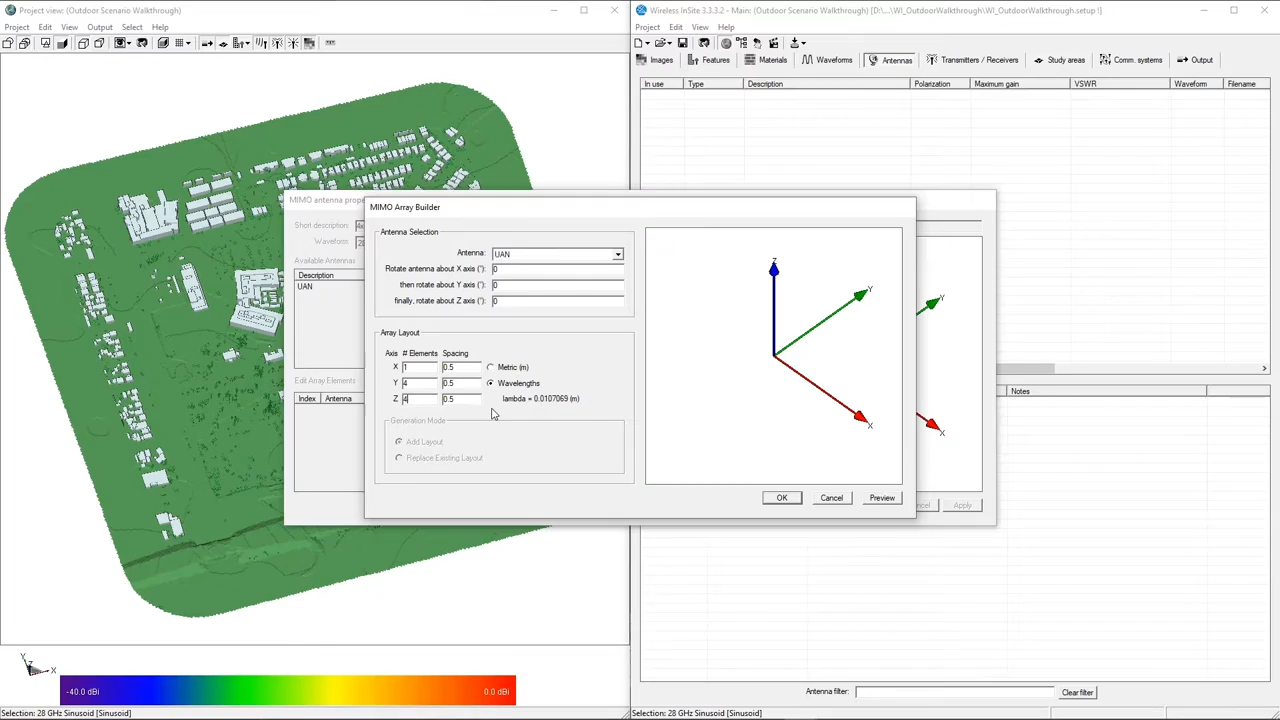 Project view: (Outdoor Scenario Walkthrough)
Project Edit View Output Select Help
Wireless InSite 3.3.3.2 - Main: (Outdoor Scenario Walkthrough) [D:\...\WI_OutdoorWalkthrough\WI_OutdoorWalkthrough.setup !]
Project Edit View Help
Images Features Materials Waveforms Antennas Transmitters / Receivers Study areas Comm. systems Output
In use Type Description Polarization Maximum gain VSWR Waveform Filename
MIMO antenna prope
Short description: 4x
Waveform: 28
Available Antennas
Description
UAN
Edit Array Elements
Index Antenna
MIMO Array Builder
Antenna Selection
Antenna: UAN
Rotate antenna about X axis (°): 0
then rotate about Y axis (°): 0
finally, rotate about Z axis (°): 0
Array Layout
Axis # Elements Spacing
X 1 0.5 Metric (m)
Y 4 0.5 Wavelengths
Z 4 0.5 lambda = 0.0107069 (m)
Generation Mode
Add Layout
Replace Existing Layout
Z
Y
X
OK Cancel Preview
Y
X
ncel Apply
Notes
Y Z X
-40.0 dBi 0.0 dBi
Antenna filter: Clear filter
Selection: 28 GHz Sinusoid [Sinusoid]
Selection: 28 GHz Sinusoid [Sinusoid]